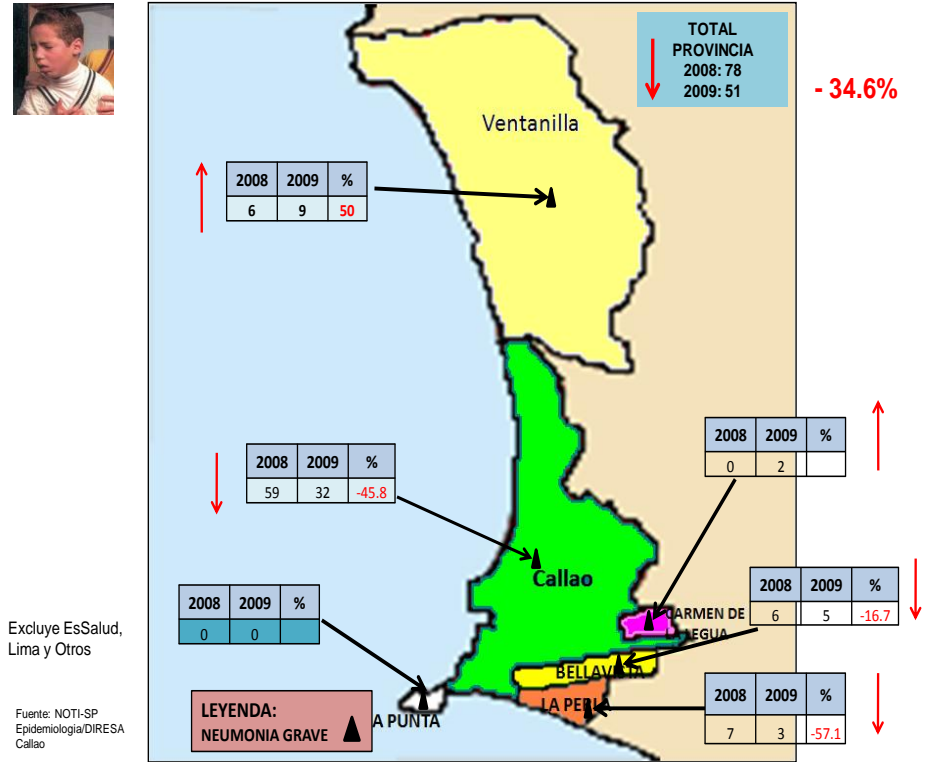 TOTAL
PROVINCIA
2008: 78
2009: 51
- 34.6%
Ventanilla
2008 2009 %
6 9 50
2008 2009 %
0 2
2008 2009 %
59 32 -45.8
Callao
2008 2009 %
6 5 -16.7
CARMEN DE
LA LEGUA
2008 2009 %
0 0
BELLAVISTA
LA PERLA
2008 2009 %
7 3 -57.1
A PUNTA
LEYENDA:
NEUMONIA GRAVE
Excluye EsSalud,
Lima y Otros
Fuente: NOTI-SP
Epidemiologia/DIRESA
Callao